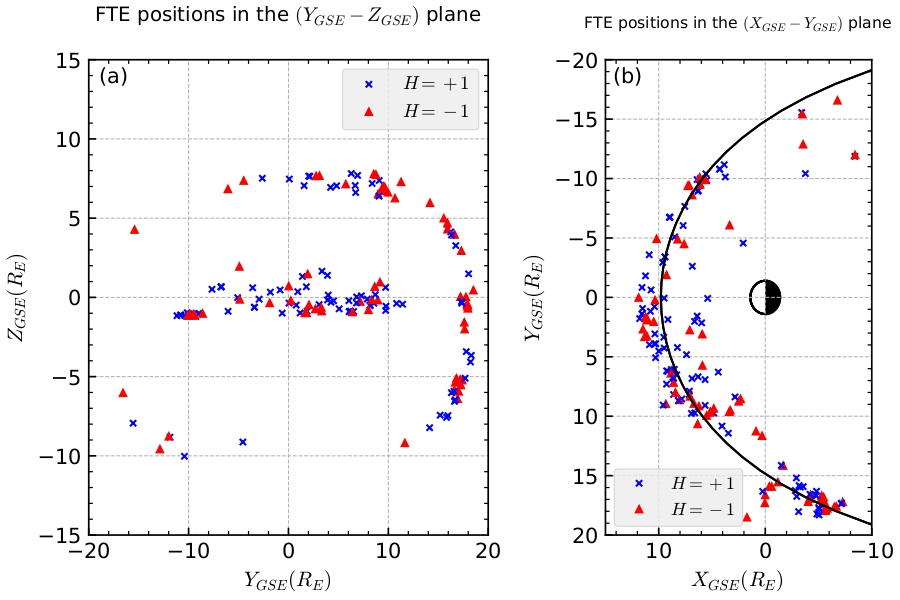 FTE positions in the (Y_GSE − Z_GSE) plane
(a)
H = +1
H = −1
15
10
5
0
−5
−10
−15
−20
−10
0
10
20
Z_GSE(R_E)
Y_GSE(R_E)
FTE positions in the (X_GSE − Y_GSE) plane
(b)
−20
−15
−10
−5
0
5
10
15
20
H = +1
H = −1
10
0
−10
Y_GSE(R_E)
X_GSE(R_E)